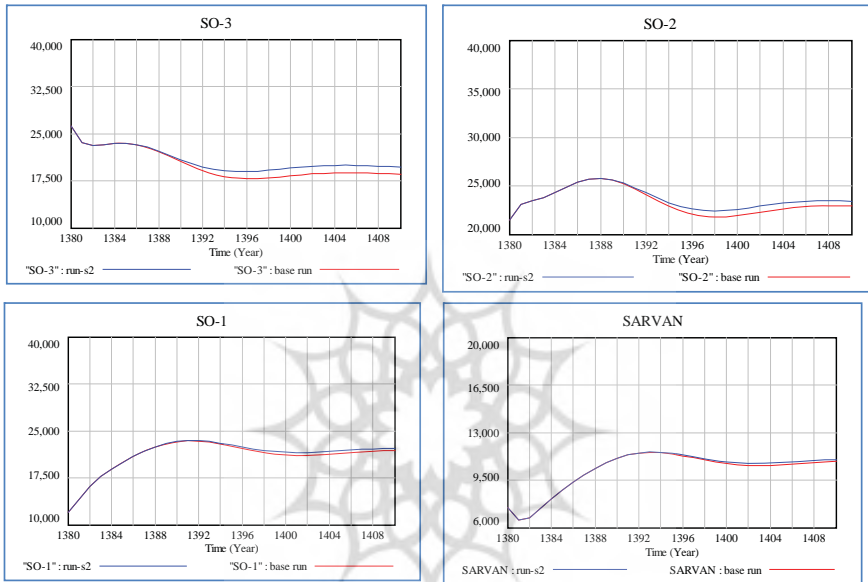 SO-3
40,000
32,500
25,000
17,500
10,000
1380 1384 1388 1392 1396 1400 1404 1408
Time (Year)
"SO-3" : run-s2 "SO-3" : base run
SO-2
40,000
35,000
30,000
25,000
20,000
1380 1384 1388 1392 1396 1400 1404 1408
Time (Year)
"SO-2" : run-s2 "SO-2" : base run
SO-1
40,000
32,500
25,000
17,500
10,000
1380 1384 1388 1392 1396 1400 1404 1408
Time (Year)
"SO-1" : run-s2 "SO-1" : base run
SARVAN
20,000
16,500
13,000
9,500
6,000
1380 1384 1388 1392 1396 1400 1404 1408
Time (Year)
SARVAN : run-s2 SARVAN : base run